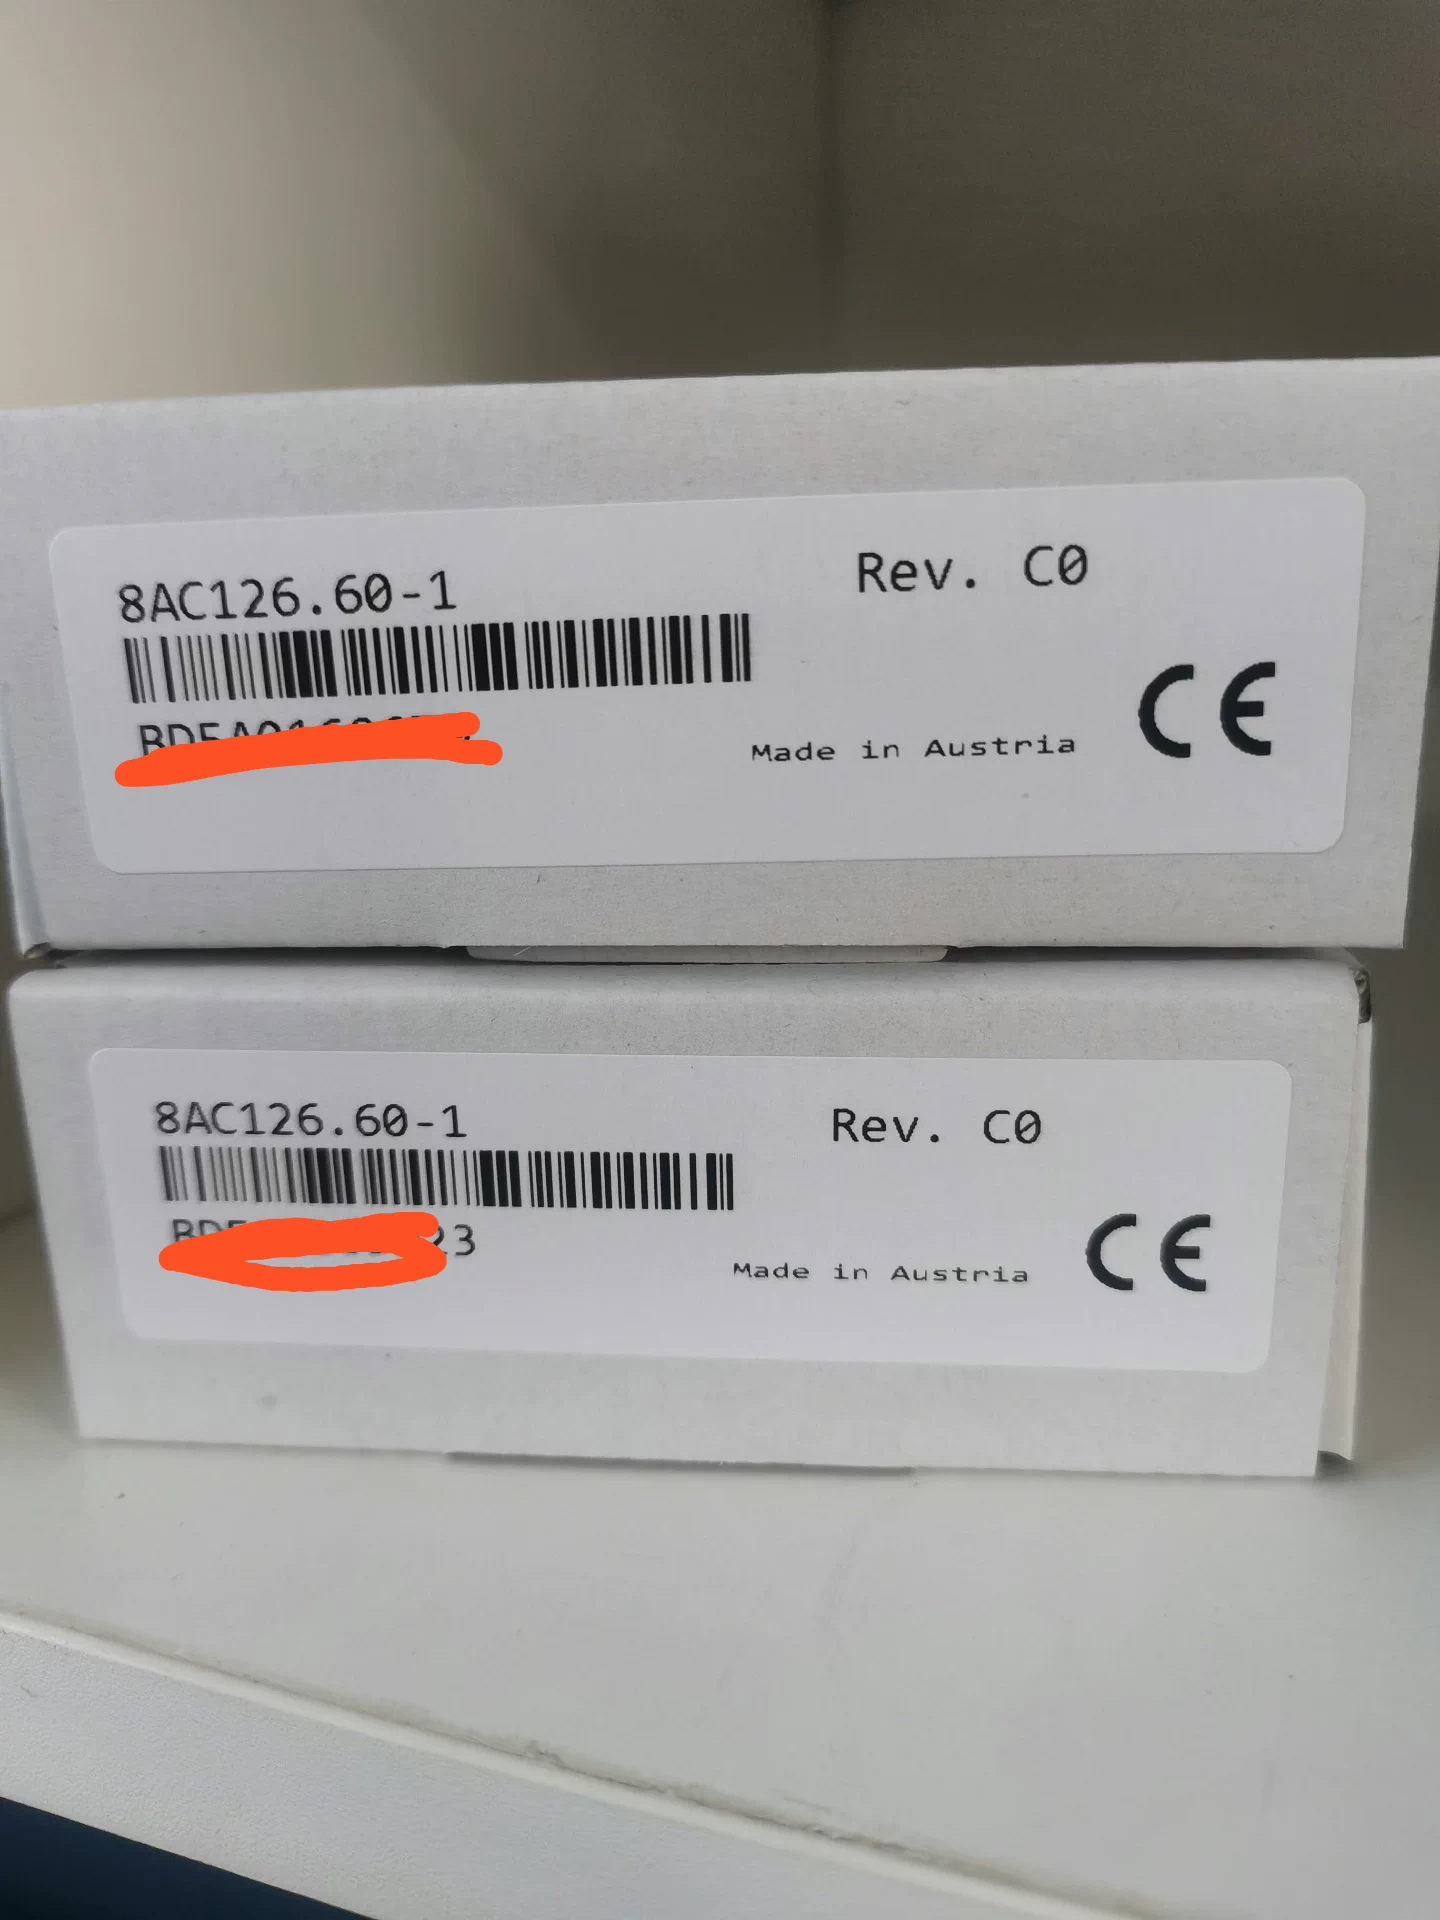 8AC126.60-1
Rev. C0
CE
Made in Austria
8AC126.60-1
Rev. C0
CE
Made in Austria